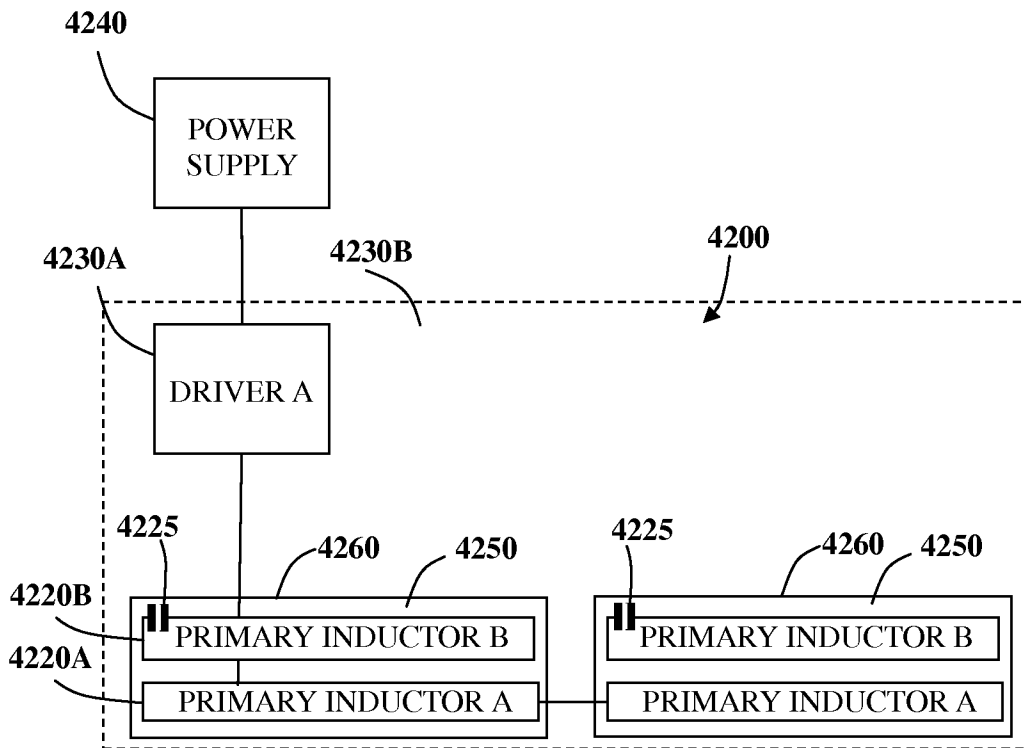 4240
POWER
SUPPLY
4230A
4230B
4200
DRIVER A
4225
4260
4250
4225
4260
4250
4220B
PRIMARY INDUCTOR B
PRIMARY INDUCTOR B
4220A
PRIMARY INDUCTOR A
PRIMARY INDUCTOR A